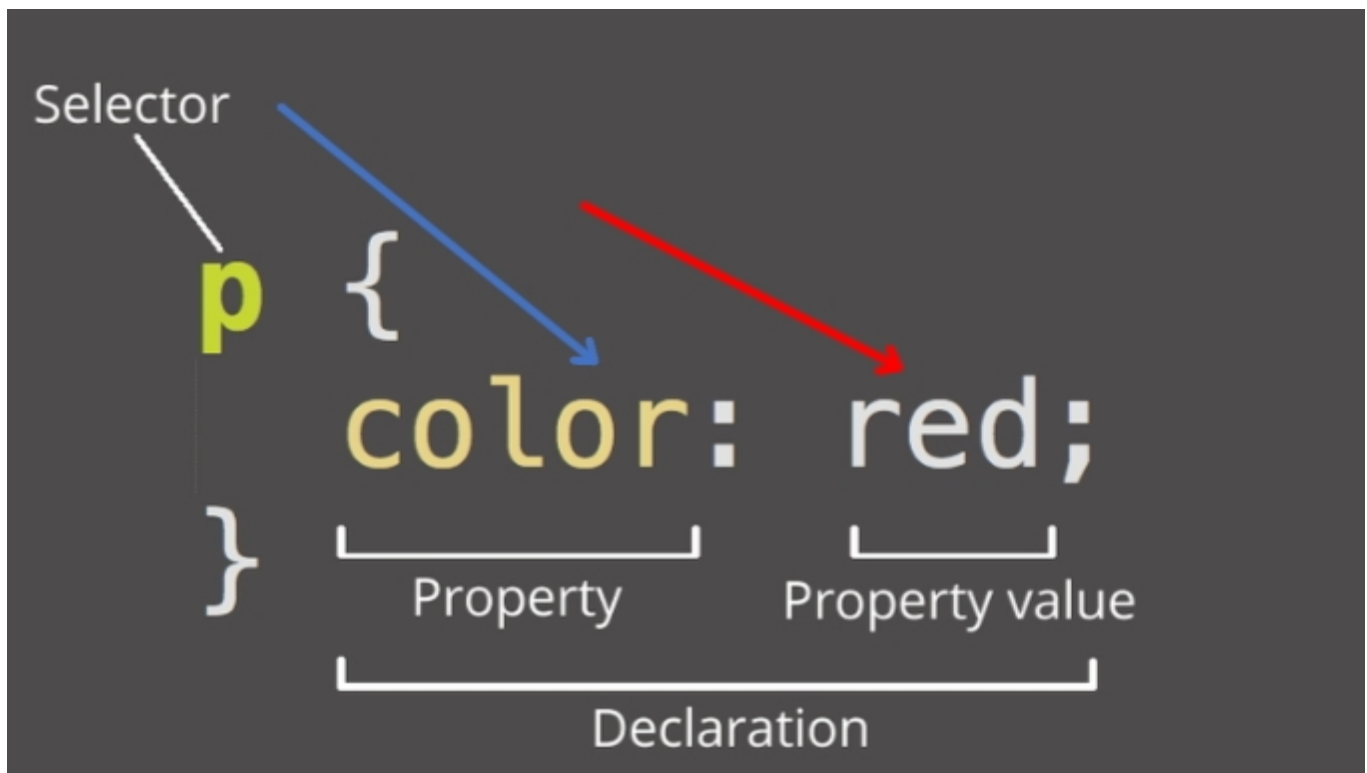 Selector
p {
color: red;
}
Property Property value
Declaration